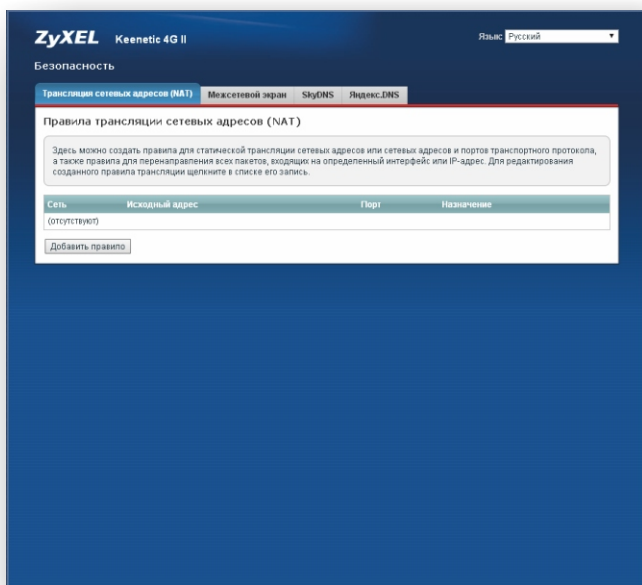 ZyXEL Keenetic 4G II
Язык: Русский
Безопасность
Трансляция сетевых адресов (NAT) Межсетевой экран SkyDNS Яндекс.DNS
Правила трансляции сетевых адресов (NAT)
Здесь можно создать правила для статической трансляции сетевых адресов или сетевых адресов и портов транспортного протокола,
а также правила для перенаправления всех пакетов, входящих на определенный интерфейс или IP-адрес. Для редактирования
созданного правила трансляции щелкните в списке его запись.
Сеть Исходный адрес Порт Назначение
(отсутствуют)
Добавить правило